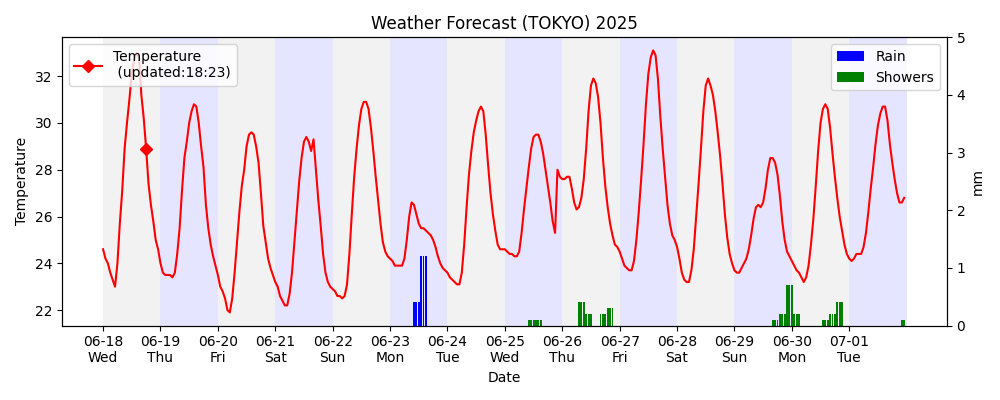 Weather Forecast (TOKYO) 2025
Temperature
(updated:18:23)
Rain
Showers
Temperature
32
30
28
26
24
22
5
4
3
2
1
0
mm
06-18 06-19 06-20 06-21 06-22 06-23 06-24 06-25 06-26 06-27 06-28 06-29 06-30 07-01
Wed Thu Fri Sat Sun Mon Tue Wed Thu Fri Sat Sun Mon Tue
Date